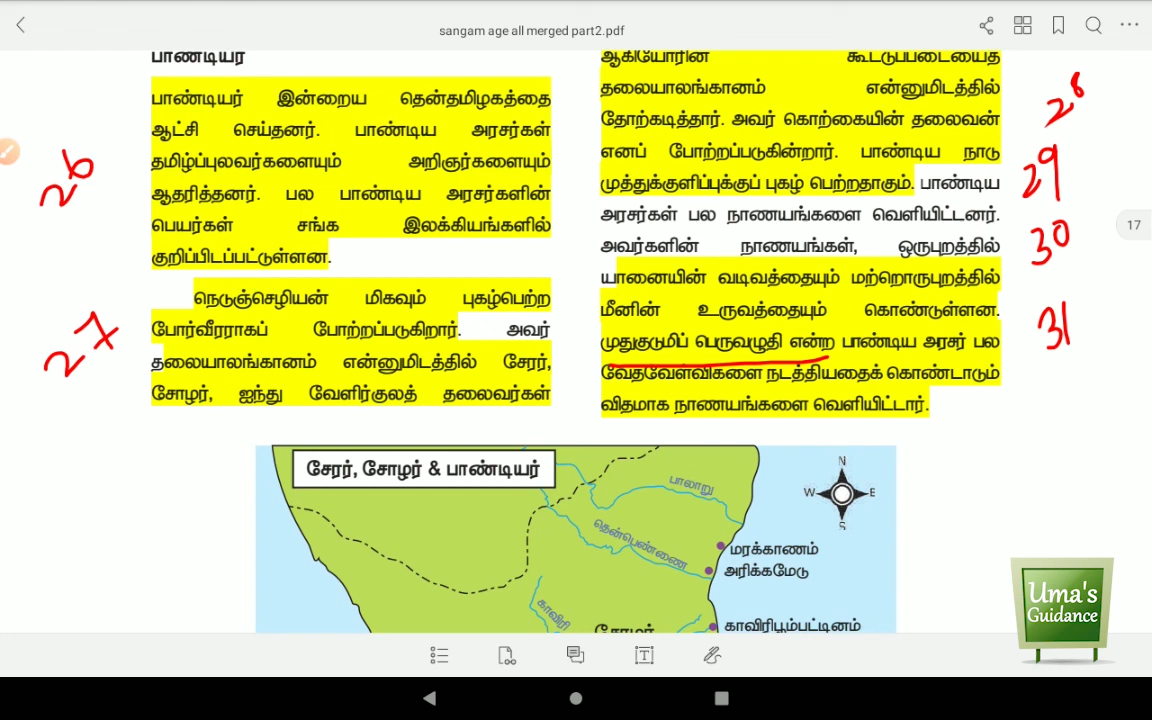 sangam age all merged part2.pdf
பாண்டியர்
பாண்டியர் இன்றைய தென்தமிழகத்தை
ஆட்சி செய்தனர். பாண்டிய அரசர்கள்
தமிழ்ப்புலவர்களையும் அறிஞர்களையும்
ஆதரித்தனர். பல பாண்டிய அரசர்களின்
பெயர்கள் சங்க இலக்கியங்களில்
குறிப்பிடப்பட்டுள்ளன.
26
நெடுஞ்செழியன் மிகவும் புகழ்பெற்ற
போர்வீரராகப் போற்றப்படுகிறார். அவர்
தலையாலங்கானம் என்னுமிடத்தில் சேரர்,
சோழர், ஐந்து வேளிர்குலத் தலைவர்கள்
27
ஆகியோரின் கூட்டுப்படையைத்
தலையாலங்கானம் என்னுமிடத்தில்
தோற்கடித்தார். அவர் கொற்கையின் தலைவன்
எனப் போற்றப்படுகின்றார். பாண்டிய நாடு
முத்துக்குளிப்புக்குப் புகழ் பெற்றதாகும். பாண்டிய
அரசர்கள் பல நாணயங்களை வெளியிட்டனர்.
அவர்களின் நாணயங்கள், ஒருபுறத்தில்
யானையின் வடிவத்தையும் மற்றொருபுறத்தில்
மீனின் உருவத்தையும் கொண்டுள்ளன.
முதுகுடுமிப் பெருவழுதி என்ற பாண்டிய அரசர் பல
வேதவேள்விகளை நடத்தியதைக் கொண்டாடும்
விதமாக நாணயங்களை வெளியிட்டார்.
28
29
30
31
17
சேரர், சோழர் & பாண்டியர்
பாலாறு
தென்பெண்ணை
காவிரி
சோழர்
மரக்காணம்
அரிக்கமேடு
காவிரிபூம்பட்டினம்
N
W E
S
Uma's
Guidance